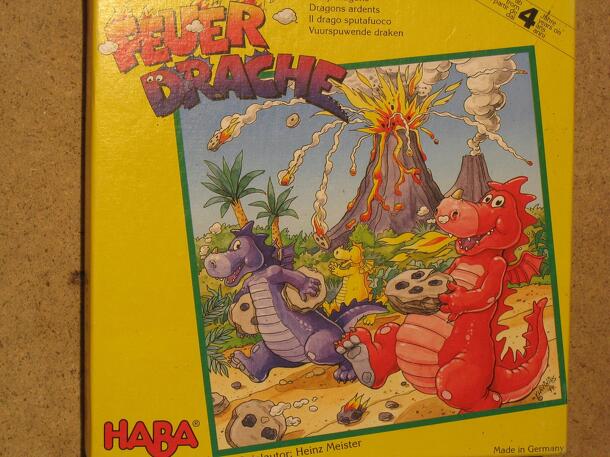 Dragons ardents
Il drago sputafuoco
Vuurspuwende draken
FEUER
DRACHE
4
HABA®
Heinz Meister
Made in Germany